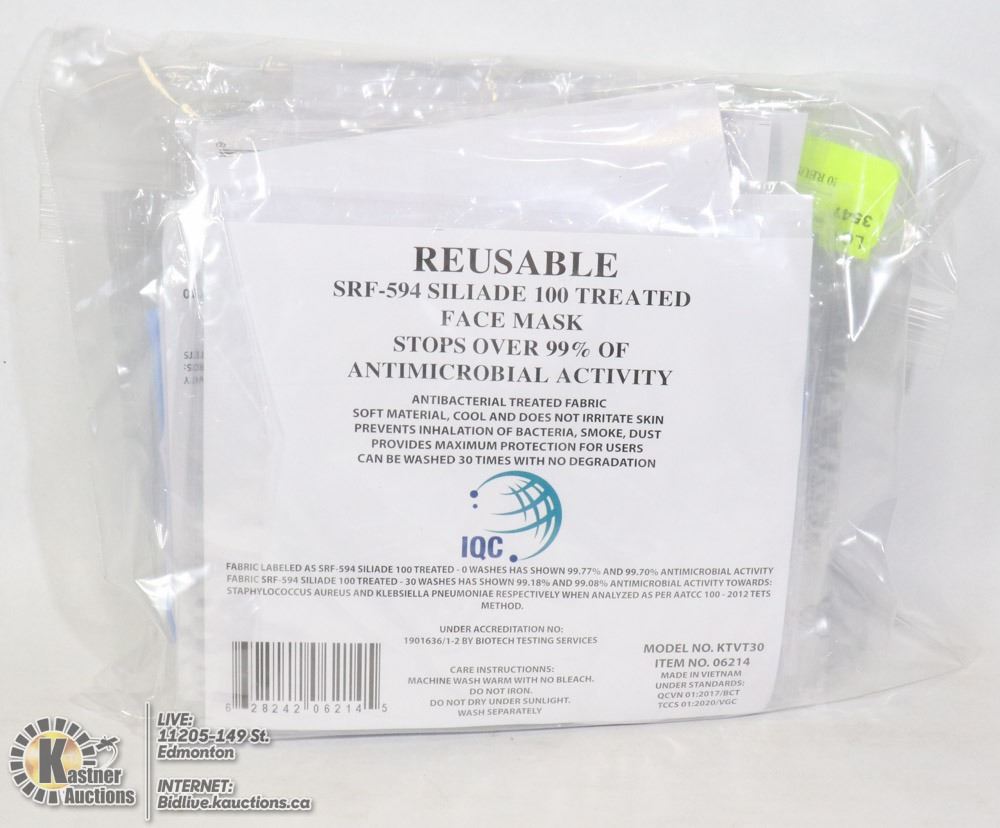 REUSABLE
SRF-594 SILIADE 100 TREATED
FACE MASK
STOPS OVER 99% OF
ANTIMICROBIAL ACTIVITY
ANTIBACTERIAL TREATED FABRIC
SOFT MATERIAL, COOL AND DOES NOT IRRITATE SKIN
PREVENTS INHALATION OF BACTERIA, SMOKE, DUST
PROVIDES MAXIMUM PROTECTION FOR USERS
CAN BE WASHED 30 TIMES WITH NO DEGRADATION
IQC
FABRIC LABELED AS SRF-594 SILIADE 100 TREATED - 0 WASHES HAS SHOWN 99.77% AND 99.70% ANTIMICROBIAL ACTIVITY
FABRIC SRF-594 SILIADE 100 TREATED - 30 WASHES HAS SHOWN 99.18% AND 99.08% ANTIMICROBIAL ACTIVITY TOWARDS:
STAPHYLOCOCCUS AUREUS AND KLEBSIELLA PNEUMONIAE RESPECTIVELY WHEN ANALYZED AS PER AATCC 100 - 2012 TETS
METHOD.
UNDER ACCREDITATION NO:
1901636/1-2 BY BIOTECH TESTING SERVICES
CARE INSTRUCTIONNS:
MACHINE WASH WARM WITH NO BLEACH.
DO NOT IRON.
DO NOT DRY UNDER SUNLIGHT.
WASH SEPARATELY
MODEL NO. KTVT30
ITEM NO. 06214
MADE IN VIETNAM
UNDER STANDARDS:
QCVN 01:2017/BCT
TCCS 01:2020/VGC
6 28242 06214 5
3541
Kastner
Auctions
LIVE:
11205-149 St.
Edmonton
INTERNET:
Bidlive.kauctions.ca